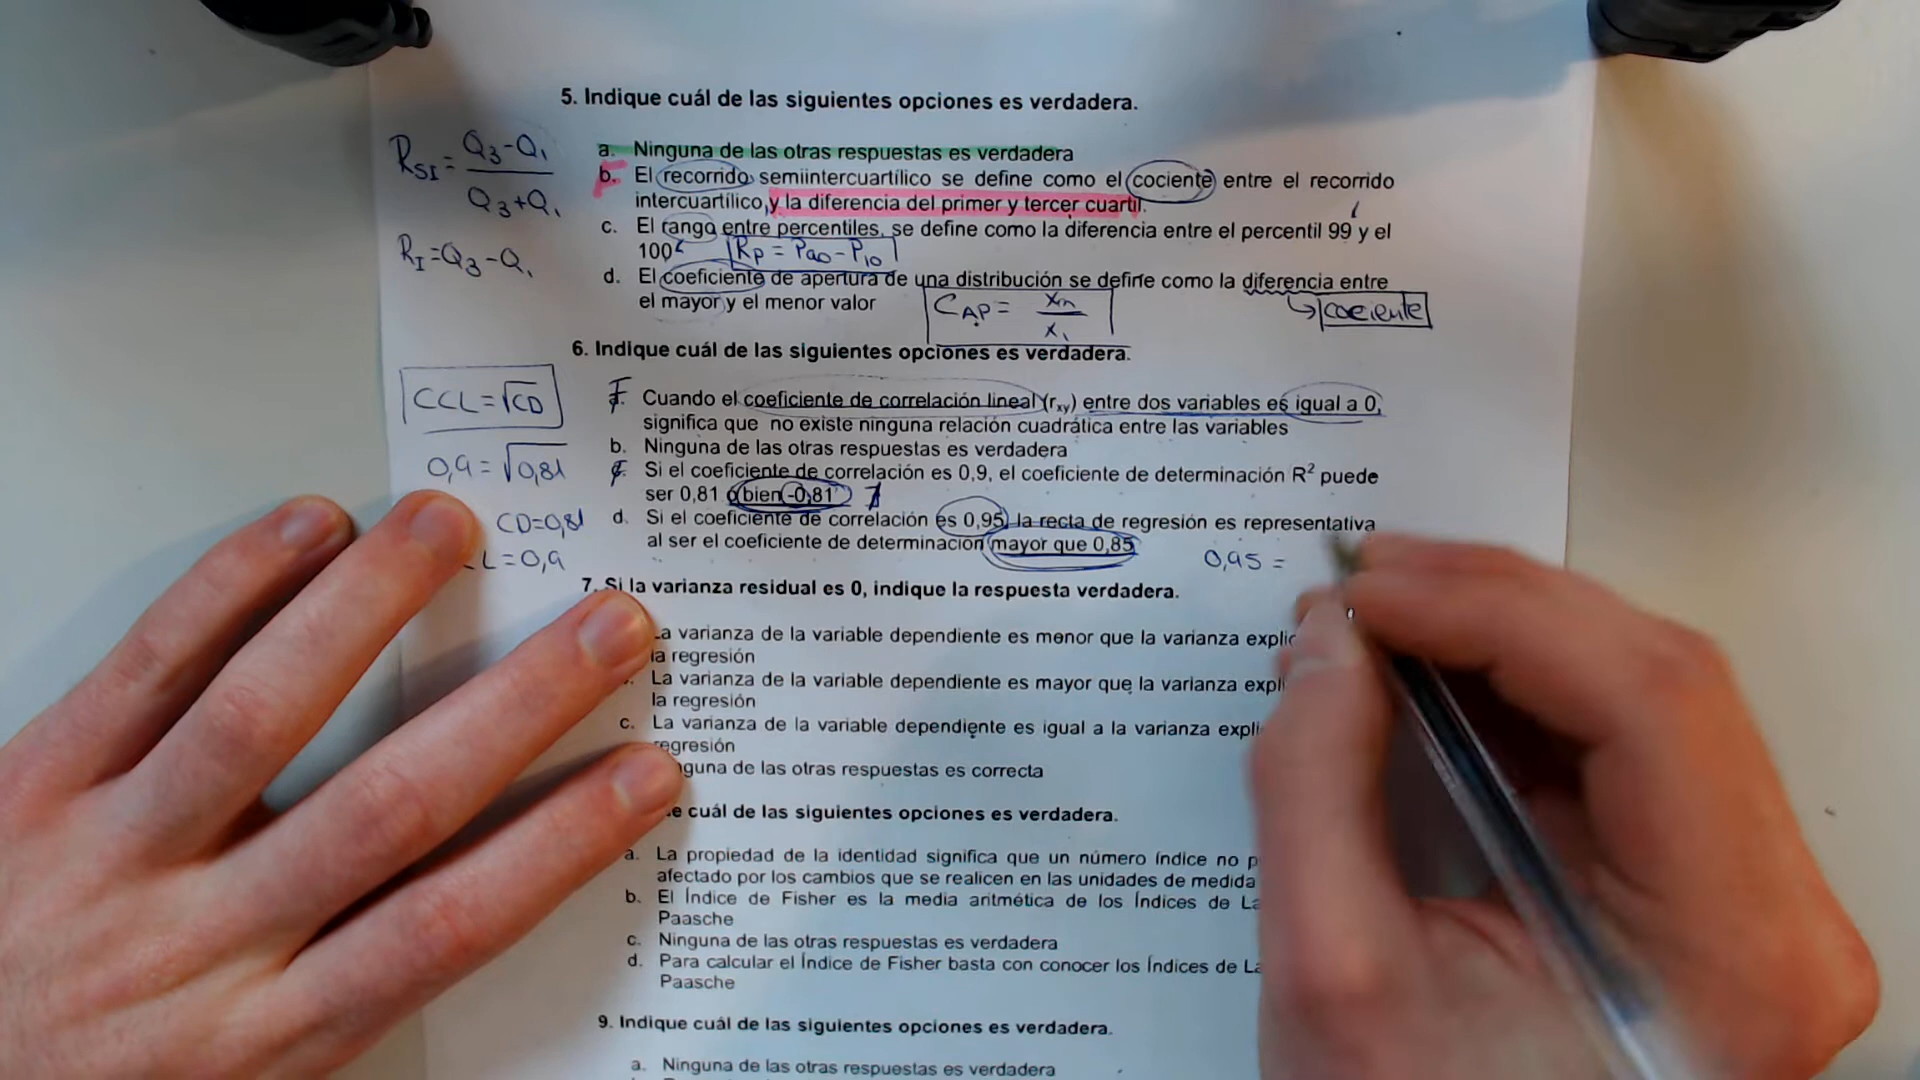 5. Indique cuál de las siguientes opciones es verdadera.
R_SI = (Q3-Q1)/(Q3+Q1)
a. Ninguna de las otras respuestas es verdadera
b. El recorrido semiintercuartílico se define como el cociente entre el recorrido
intercuartílico y la diferencia del primer y tercer cuartil.
c. El rango entre percentiles, se define como la diferencia entre el percentil 99 y el
100
Rp = P90-P10
RI=Q3-Q1
d. El coeficiente de apertura de una distribución se define como la diferencia entre
el mayor y el menor valor
CAP= xn/x1
cociente
6. Indique cuál de las siguientes opciones es verdadera.
CCL=√CD
F. Cuando el coeficiente de correlación lineal (rxy) entre dos variables es igual a 0,
significa que no existe ninguna relación cuadrática entre las variables
b. Ninguna de las otras respuestas es verdadera
0,9=√0,81
Si el coeficiente de correlación es 0,9, el coeficiente de determinación R² puede
ser 0,81 o bien -0,81
CD=0,81
d. Si el coeficiente de correlación es 0,95, la recta de regresión es representativa
al ser el coeficiente de determinación mayor que 0,85
L=0,9
0,95 =
7. Si la varianza residual es 0, indique la respuesta verdadera.
La varianza de la variable dependiente es menor que la varianza explic
la regresión
La varianza de la variable dependiente es mayor que la varianza expli
la regresión
c. La varianza de la variable dependiente es igual a la varianza expli
regresión
guna de las otras respuestas es correcta
e cuál de las siguientes opciones es verdadera.
a. La propiedad de la identidad significa que un número índice no p
afectado por los cambios que se realicen en las unidades de medida
b. El Índice de Fisher es la media aritmética de los Índices de La
Paasche
c. Ninguna de las otras respuestas es verdadera
d. Para calcular el Índice de Fisher basta con conocer los Índices de La
Paasche
9. Indique cuál de las siguientes opciones es verdadera.
a. Ninguna de las otras respuestas es verdadera